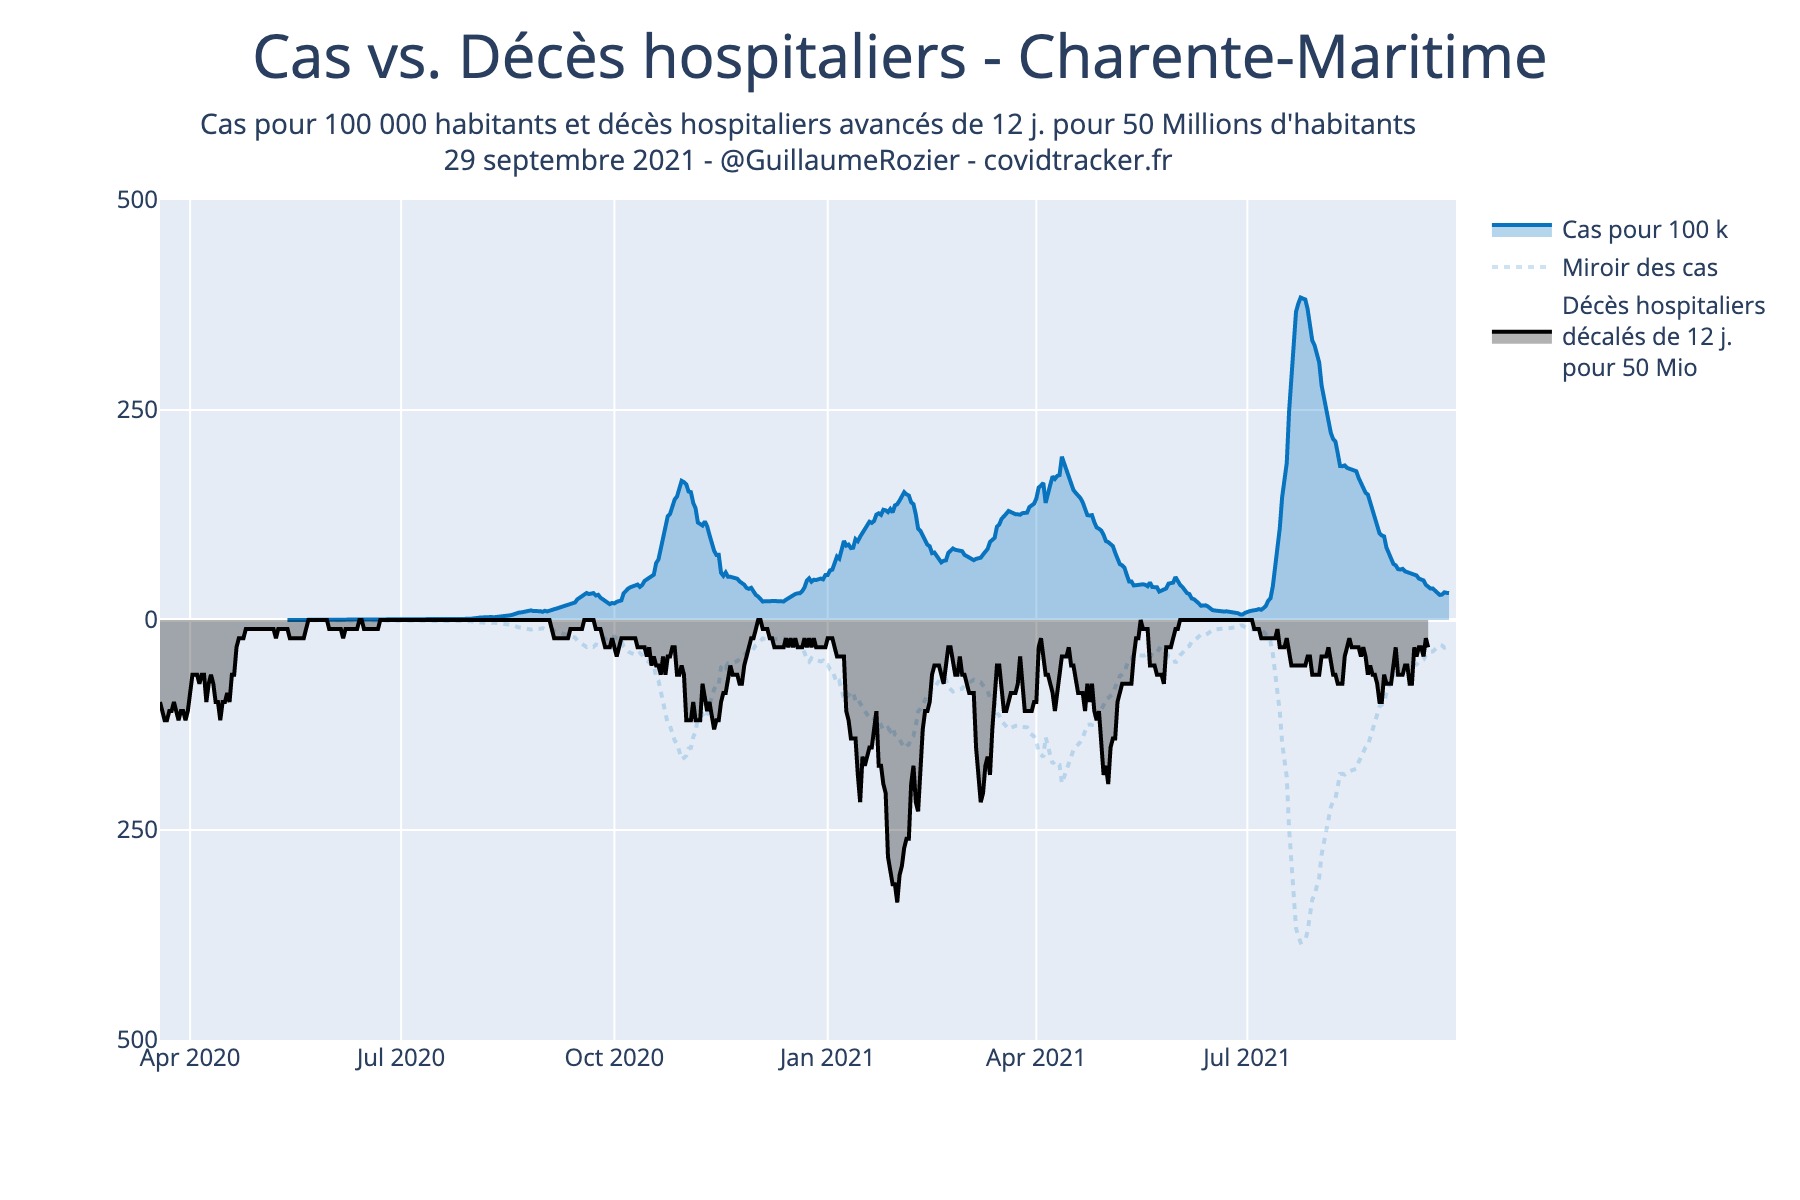 Cas vs. Décès hospitaliers - Charente-Maritime
Cas pour 100 000 habitants et décès hospitaliers avancés de 12 j. pour 50 Millions d'habitants
29 septembre 2021 - @GuillaumeRozier - covidtracker.fr
500
250
0
250
500
Apr 2020
Jul 2020
Oct 2020
Jan 2021
Apr 2021
Jul 2021
Cas pour 100 k
Miroir des cas
Décès hospitaliers
décalés de 12 j.
pour 50 Mio